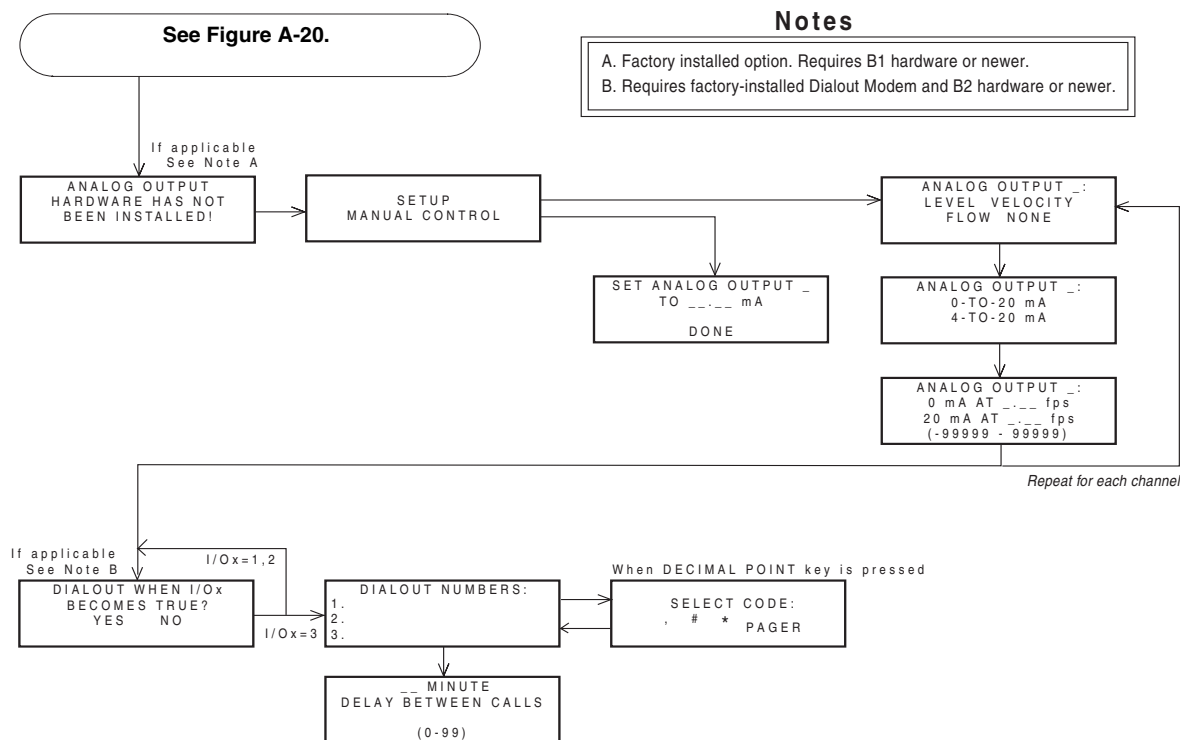 See Figure A-20.
Notes
A. Factory installed option. Requires B1 hardware or newer.
B. Requires factory-installed Dialout Modem and B2 hardware or newer.
If applicable
See Note A
ANALOG OUTPUT
HARDWARE HAS NOT
BEEN INSTALLED!
SETUP
MANUAL CONTROL
ANALOG OUTPUT _:
LEVEL VELOCITY
FLOW NONE
SET ANALOG OUTPUT _
TO __.__ mA
DONE
ANALOG OUTPUT _:
0-TO-20 mA
4-TO-20 mA
ANALOG OUTPUT _:
0 mA AT _.__ fps
20 mA AT _.__ fps
(-99999 - 99999)
Repeat for each channel
If applicable
See Note B
I/Ox=1,2
DIALOUT WHEN I/Ox
BECOMES TRUE?
YES NO
I/Ox=3
DIALOUT NUMBERS:
1.
2.
3.
When DECIMAL POINT key is pressed
SELECT CODE:
, # * PAGER
__ MINUTE
DELAY BETWEEN CALLS
(0-99)